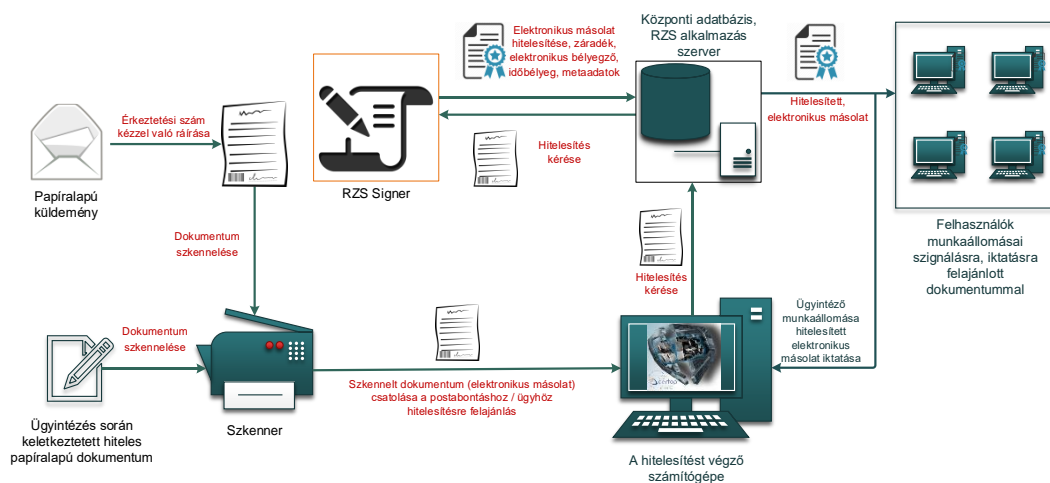 Központi adatbázis,
RZS alkalmazás
szerver
Elektronikus másolat
hitelesítése, záradék,
elektronikus bélyegző,
időbélyeg, metaadatok
Hitelesített,
elektronikus másolat
Érkeztetési szám
kézzel való ráírása
Hitelesítés
kérése
Papíralapú
küldemény
RZS Signer
Felhasználók
munkaállomásai
szignálásra, iktatásra
felajánlott
dokumentummal
Dokumentum
szkennelése
Hitelesítés
kérése
Ügyintéző
munkaállomása
hitelesített
elektronikus
másolat iktatása
Dokumentum
szkennelése
Szkennelt dokumentum (elektronikus másolat)
csatolása a postabontáshoz / ügyhöz
hitelesítésre felajánlás
Ügyintézés során
keletkeztetett hiteles
papíralapú dokumentum
Szkenner
A hitelesítést végző
számítógépe